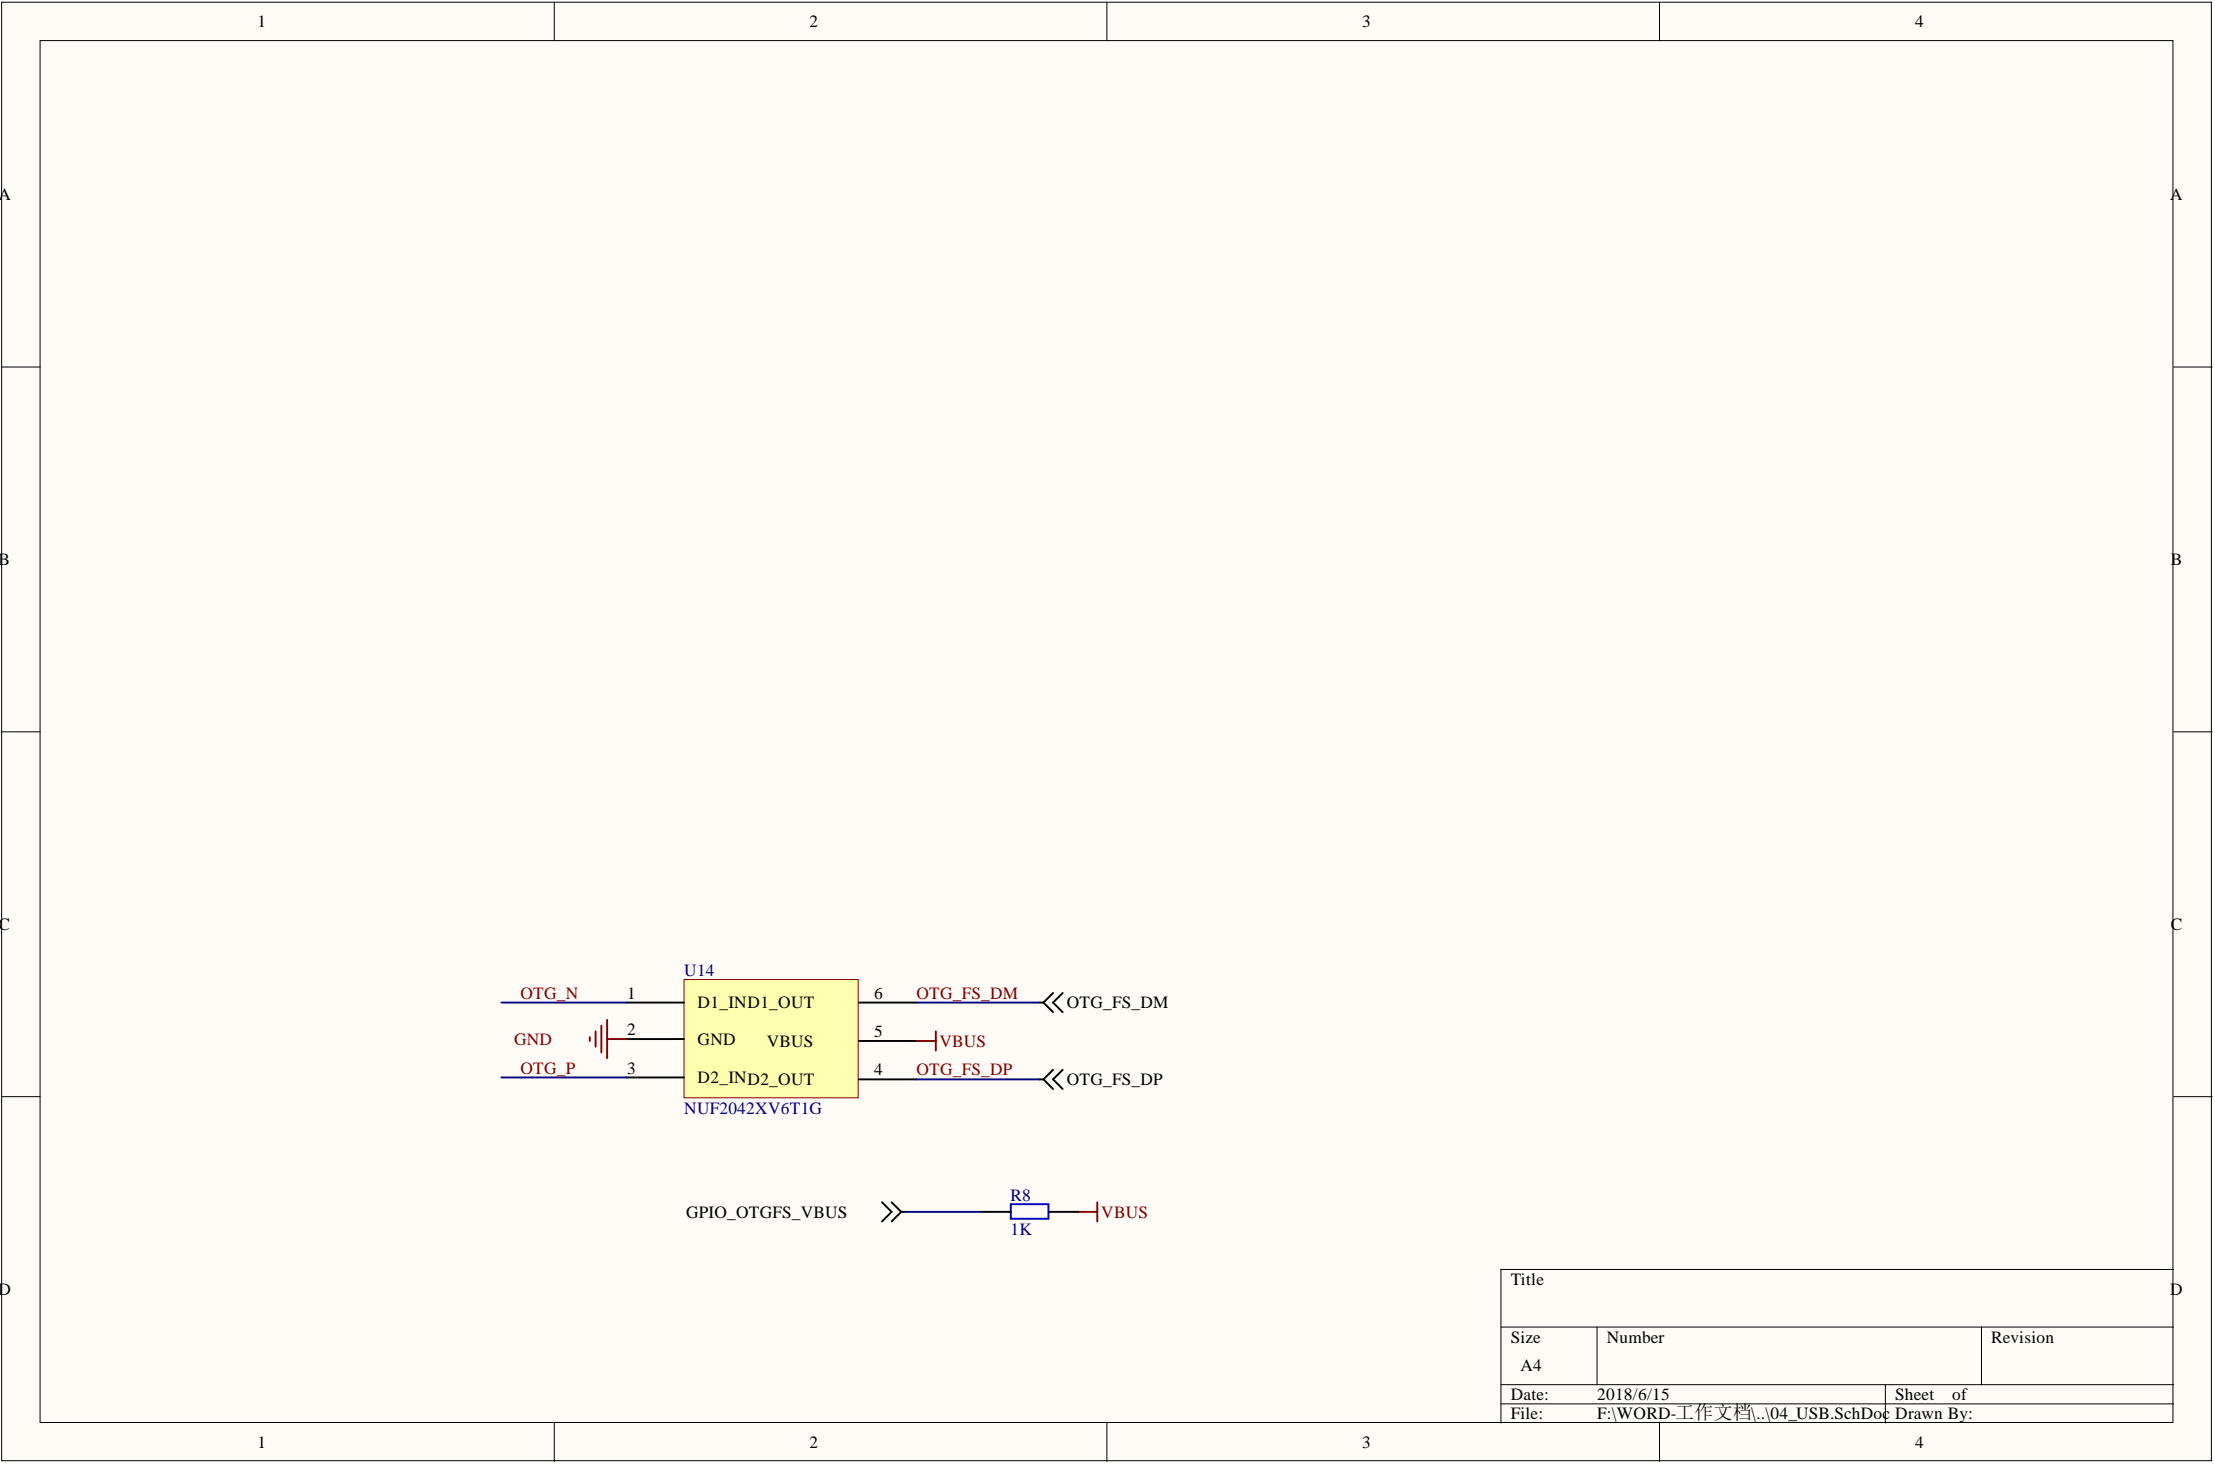 1 2 3 4
A A
B B
C C
U14
OTG_N 1 D1_IN D1_OUT 6 OTG_FS_DM OTG_FS_DM
GND 2 GND VBUS 5 VBUS
OTG_P 3 D2_IN D2_OUT 4 OTG_FS_DP OTG_FS_DP
NUF2042XV6T1G
R8
GPIO_OTGFS_VBUS VBUS
1K
D D
Title
Size Number Revision
A4
Date: 2018/6/15 Sheet of
File: F:\WORD-工作文档\..\04_USB.SchDoc Drawn By:
1 2 3 4